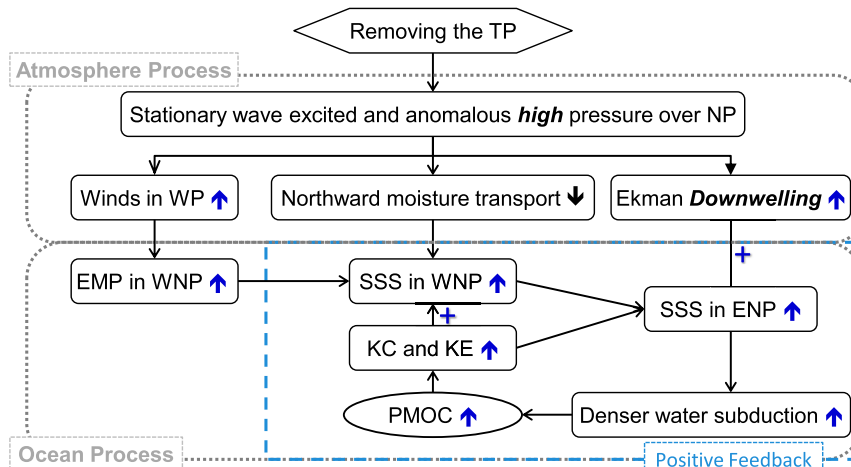 Removing the TP
Atmosphere Process
Stationary wave excited and anomalous high pressure over NP
Winds in WP ↑
Northward moisture transport ↓
Ekman Downwelling ↑
+
EMP in WNP ↑
SSS in WNP ↑
SSS in ENP ↑
+
KC and KE ↑
PMOC ↑
Denser water subduction ↑
Ocean Process
Positive Feedback